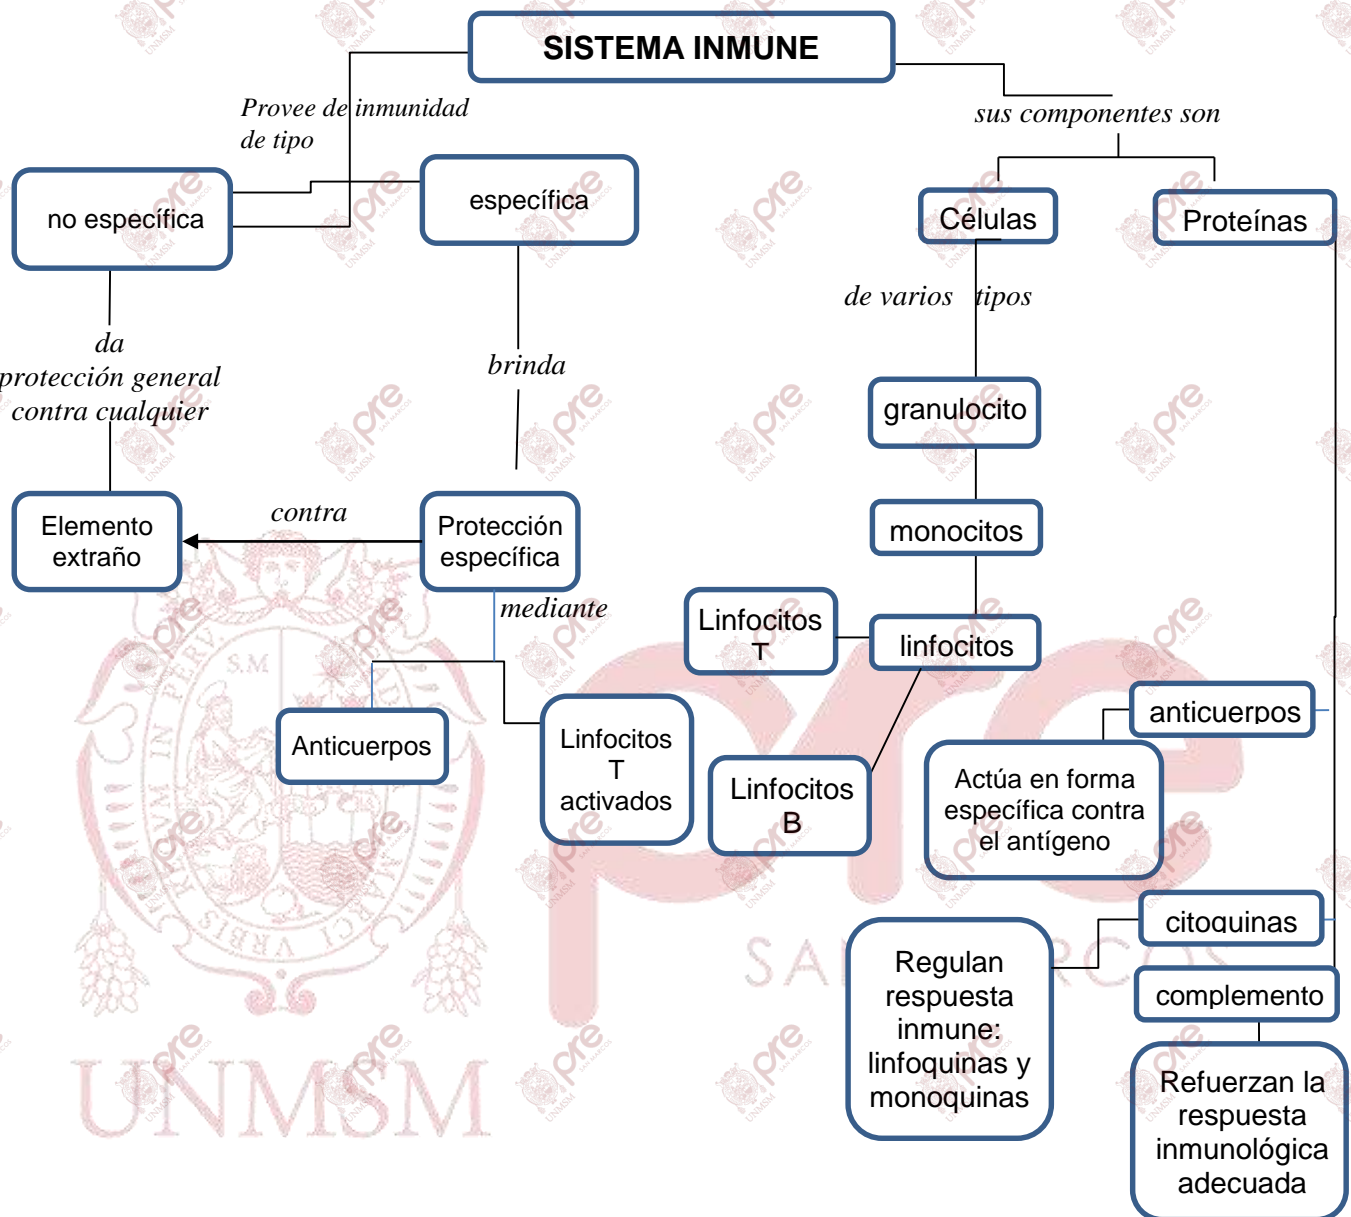 SISTEMA INMUNE
Provee de inmunidad
de tipo
sus componentes son
no específica
específica
Células
Proteínas
de varios tipos
da
protección general
contra cualquier
brinda
granulocito
Elemento
extraño
contra
Protección
específica
monocitos
mediante
Linfocitos
T
linfocitos
Anticuerpos
Linfocitos
T
activados
Linfocitos
B
anticuerpos
Actúa en forma
específica contra
el antígeno
citoquinas
Regulan
respuesta
inmune:
linfoquinas y
monoquinas
complemento
Refuerzan la
respuesta
inmunológica
adecuada
pre
SAN MARCOS
UNMSM